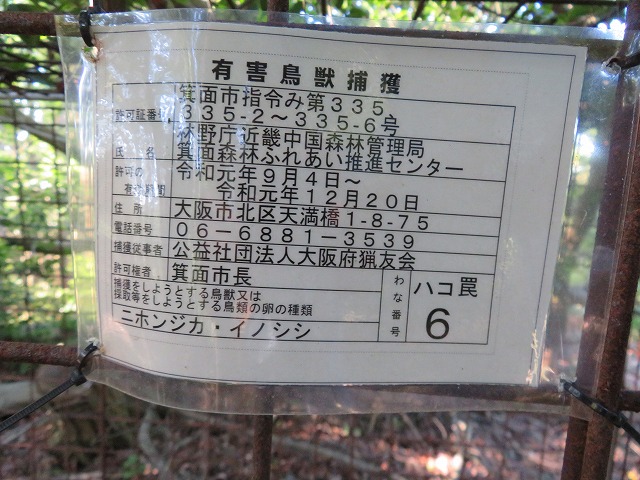 有害鳥獣捕獲
許可証番号 箕面市指令み第335
335-2～335-6号
氏名 林野庁近畿中国森林管理局
箕面森林ふれあい推進センター
許可の 令和元年9月4日～
有効期間 令和元年12月20日
住所 大阪市北区天満橋1-8-75
電話番号 06-6881-3539
捕獲従事者 公益社団法人大阪府猟友会
許可権者 箕面市長
捕獲をしようとする鳥獣又は
採取等をしようとする鳥類の卵の種類
ニホンジカ・イノシシ
わな番号
ハコ罠
6